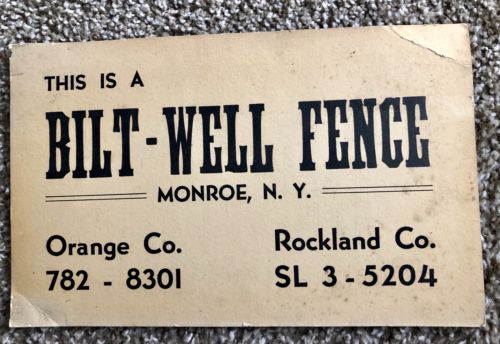 THIS IS A
BILT-WELL FENCE
MONROE, N. Y.
Orange Co. Rockland Co.
782 - 8301 SL 3 - 5204